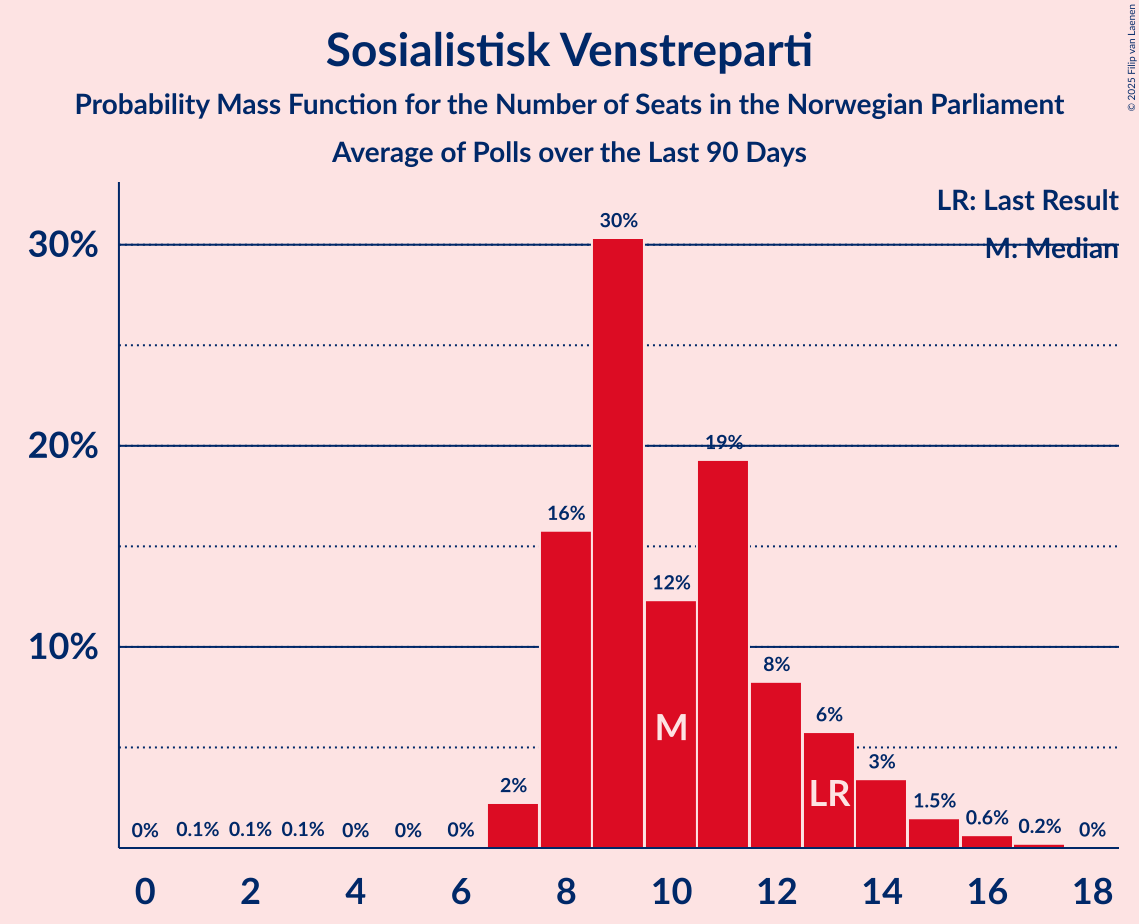 © 2025 Filip van Laenen
Sosialistisk Venstreparti
Probability Mass Function for the Number of Seats in the Norwegian Parliament
Average of Polls over the Last 90 Days
LR: Last Result
M: Median
30%
20%
10%
0%
0.1%
0.1%
0.1%
0%
0%
0%
2%
16%
30%
12%
19%
8%
6%
3%
1.5%
0.6%
0.2%
0%
M
LR
0 2 4 6 8 10 12 14 16 18